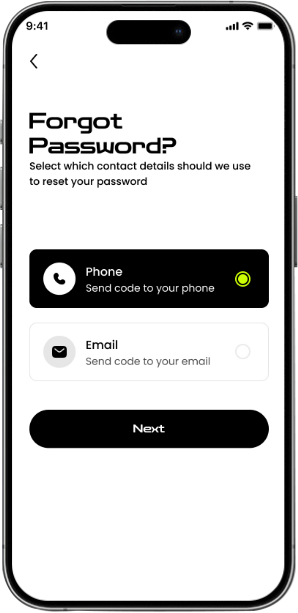 9:41
Forgot
Password?
Select which contact details should we use
to reset your password
Phone
Send code to your phone
Email
Send code to your email
Next